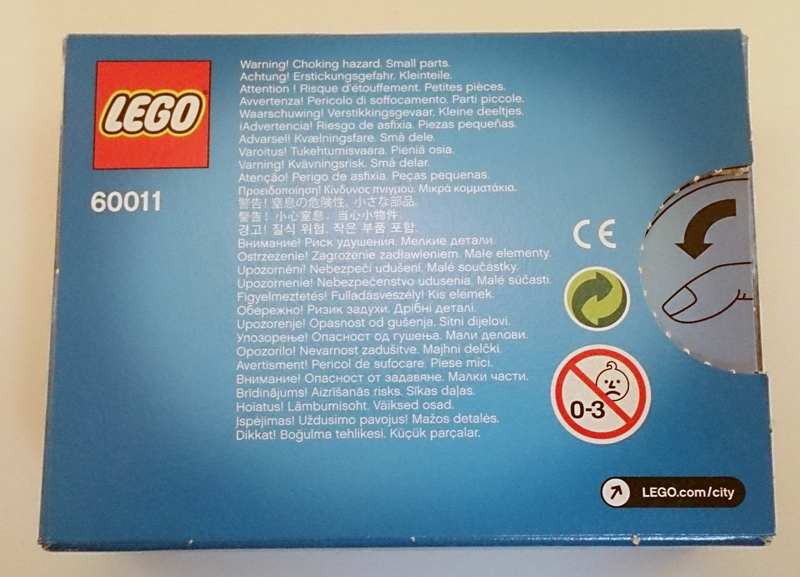 LEGO
60011
Warning! Choking hazard. Small parts.
Achtung! Erstickungsgefahr. Kleinteile.
Attention ! Risque d'étouffement. Petites pièces.
Avvertenza! Pericolo di soffocamento. Parti piccole.
Waarschuwing! Verstikkingsgevaar. Kleine deeltjes.
¡Advertencia! Riesgo de asfixia. Piezas pequeñas.
Advarsel! Kvælningsfare. Små dele.
Varoitus! Tukehtumisvaara. Pieniä osia.
Varning! Kvävningsrisk. Små delar.
Atenção! Perigo de asfixia. Peças pequenas.
Προειδοποίηση! Κίνδυνος πνιγμού. Μικρά κομματάκια.
警告! 窒息の危険性。小さな部品。
警告! 小心窒息。当心小物件。
경고! 질식 위험. 작은 부품 포함.
Внимание! Риск удушения. Мелкие детали.
Ostrzeżenie! Zagrożenie zadławieniem. Małe elementy.
Upozornění! Nebezpečí udušení. Malé součástky.
Upozornenie! Nebezpečenstvo udusenia. Malé súčasti.
Figyelmeztetés! Fulladásveszély! Kis elemek.
Обережно! Ризик задухи. Дрібні деталі.
Upozorenje! Opasnost od gušenja. Sitni dijelovi.
Упозорење! Опасност од гушења. Мали делови.
Opozorilo! Nevarnost zadušitve. Majhni delčki.
Avertisment! Pericol de sufocare. Piese mici.
Внимание! Опасност от задавяне. Малки части.
Brīdinājums! Aizrīšanās risks. Sīkas daļas.
Hoiatus! Lämbumisoht. Väiksed osad.
Įspėjimas! Uždusimo pavojus! Mažos detalės.
Dikkat! Boğulma tehlikesi. Küçük parçalar.
CE
0-3
LEGO.com/city